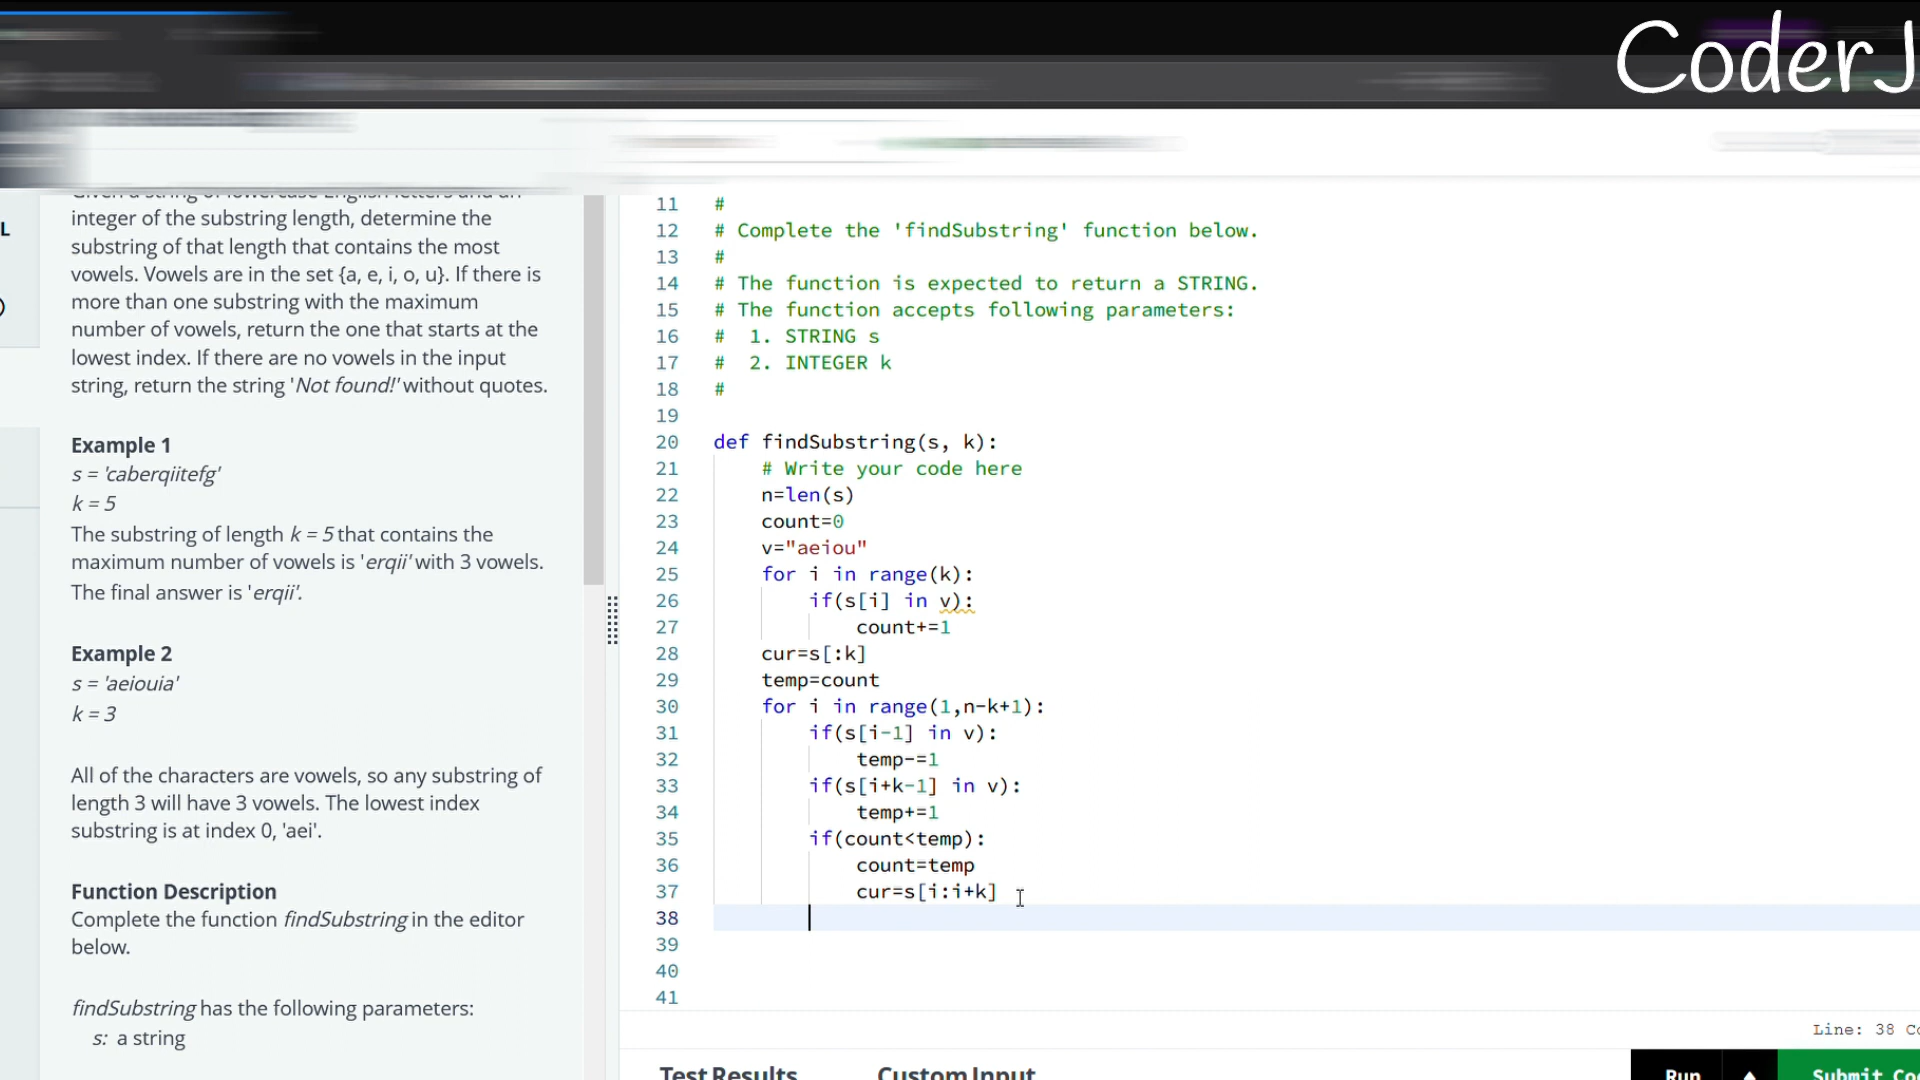 CoderJ
L
integer of the substring length, determine the
substring of that length that contains the most
vowels. Vowels are in the set {a, e, i, o, u}. If there is
more than one substring with the maximum
number of vowels, return the one that starts at the
lowest index. If there are no vowels in the input
string, return the string 'Not found!' without quotes.
Example 1
s = 'caberqiitefg'
k = 5
The substring of length k = 5 that contains the
maximum number of vowels is 'erqii' with 3 vowels.
The final answer is 'erqii'.
Example 2
s = 'aeiouia'
k = 3
All of the characters are vowels, so any substring of
length 3 will have 3 vowels. The lowest index
substring is at index 0, 'aei'.
Function Description
Complete the function findSubstring in the editor
below.
findSubstring has the following parameters:
s: a string
11 #
12 # Complete the 'findSubstring' function below.
13 #
14 # The function is expected to return a STRING.
15 # The function accepts following parameters:
16 #  1. STRING s
17 #  2. INTEGER k
18 #
19
20 def findSubstring(s, k):
21     # Write your code here
22     n=len(s)
23     count=0
24     v="aeiou"
25     for i in range(k):
26         if(s[i] in v):
27             count+=1
28     cur=s[:k]
29     temp=count
30     for i in range(1,n-k+1):
31         if(s[i-1] in v):
32             temp-=1
33         if(s[i+k-1] in v):
34             temp+=1
35         if(count<temp):
36             count=temp
37             cur=s[i:i+k]
38
39
40
41
Line: 38 Co
Test Results Custom Input
Run Submit Co